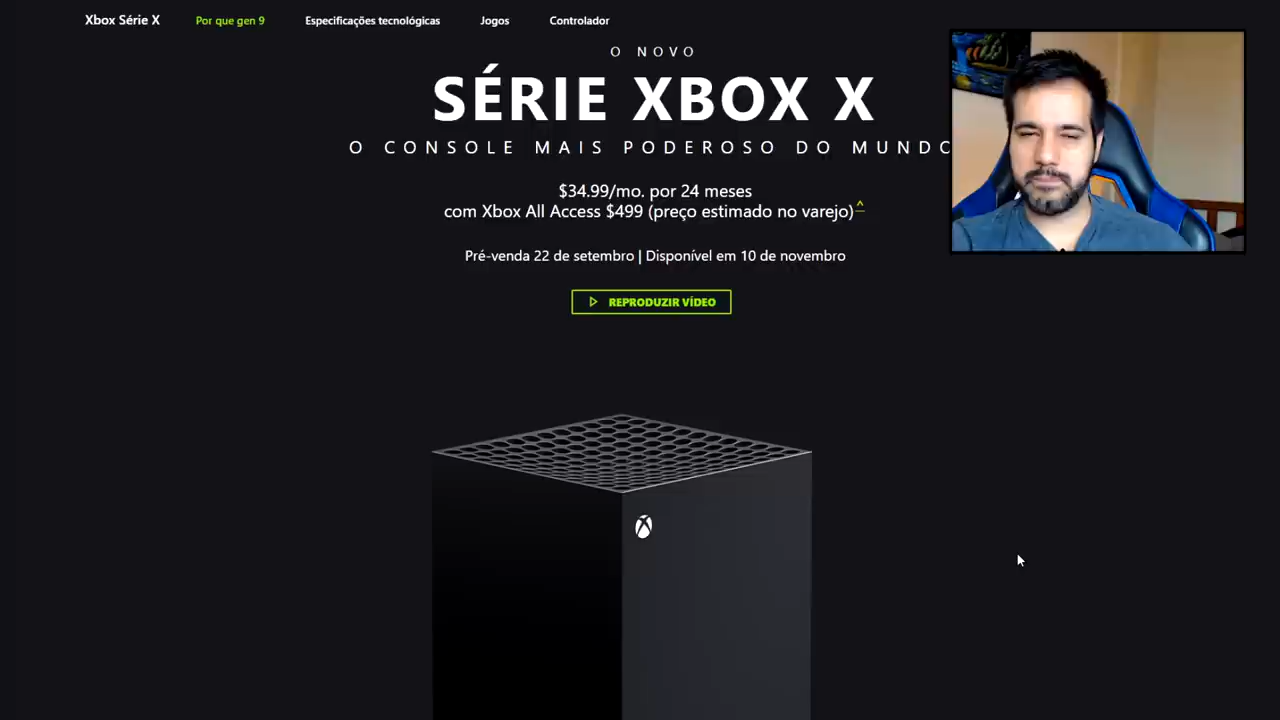 Xbox Série X
Por que gen 9
Especificações tecnológicas
Jogos
Controlador
O NOVO
SÉRIE XBOX X
O CONSOLE MAIS PODEROSO DO MUNDO
$34.99/mo. por 24 meses
com Xbox All Access $499 (preço estimado no varejo)^
Pré-venda 22 de setembro | Disponível em 10 de novembro
REPRODUZIR VÍDEO